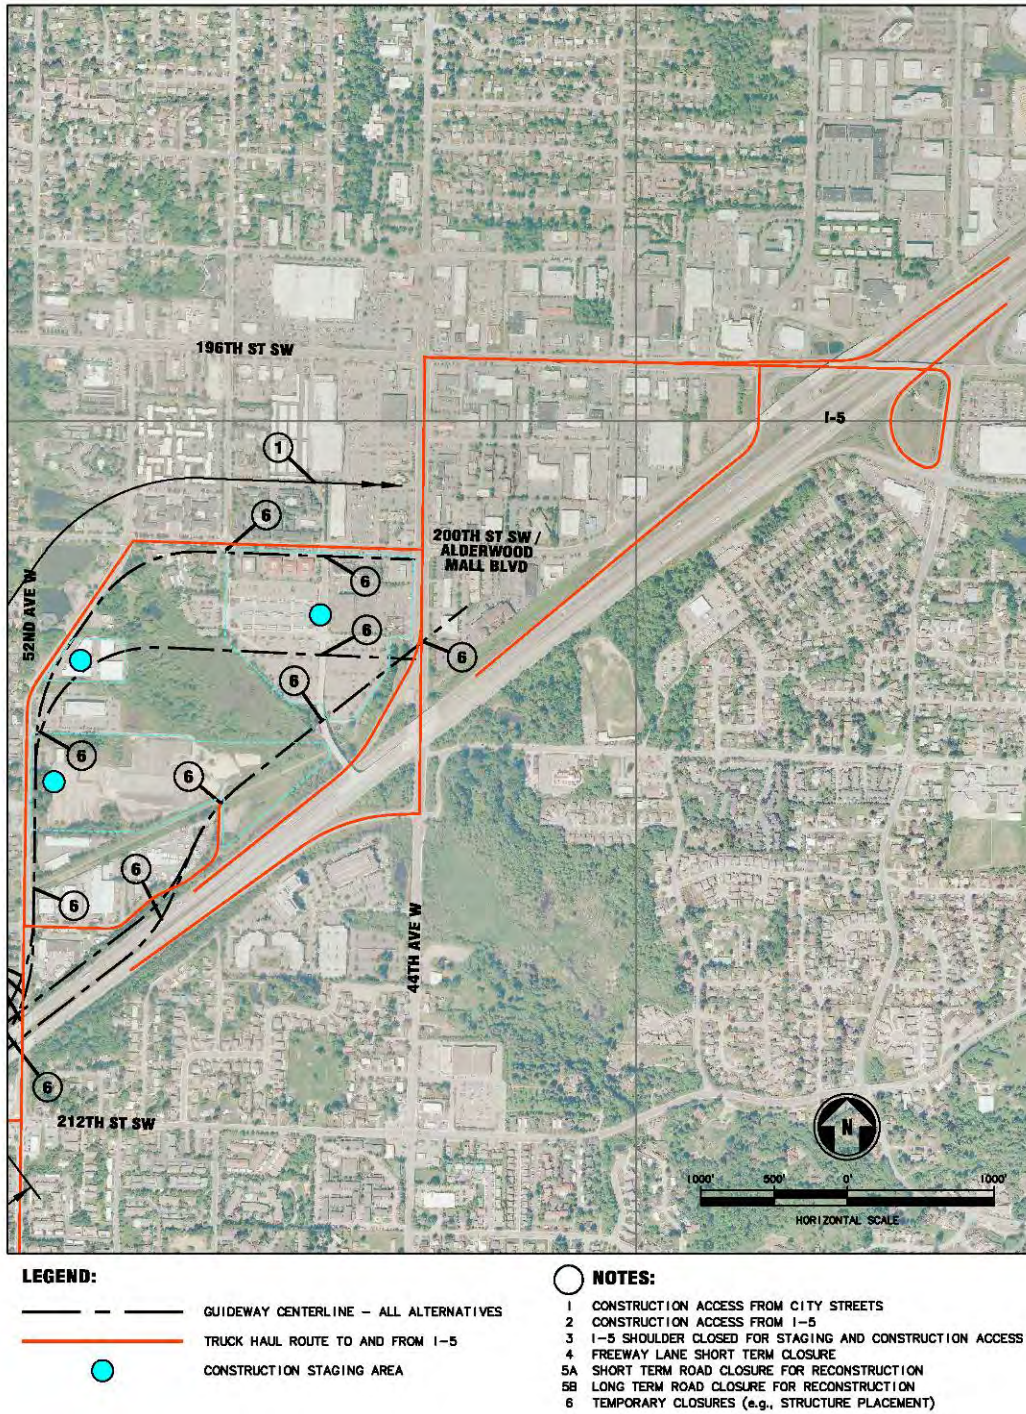 196TH ST SW
I-5
1
6
200TH ST SW /
ALDERWOOD
MALL BLVD
6
52ND AVE W
6
6
6
6
6
6
6
44TH AVE W
6
212TH ST SW
N
1000'
500'
0'
1000'
HORIZONTAL SCALE
LEGEND:
GUIDEWAY CENTERLINE – ALL ALTERNATIVES
TRUCK HAUL ROUTE TO AND FROM I-5
CONSTRUCTION STAGING AREA
NOTES:
1 CONSTRUCTION ACCESS FROM CITY STREETS
2 CONSTRUCTION ACCESS FROM I-5
3 I-5 SHOULDER CLOSED FOR STAGING AND CONSTRUCTION ACCESS
4 FREEWAY LANE SHORT TERM CLOSURE
5A SHORT TERM ROAD CLOSURE FOR RECONSTRUCTION
5B LONG TERM ROAD CLOSURE FOR RECONSTRUCTION
6 TEMPORARY CLOSURES (e.g., STRUCTURE PLACEMENT)